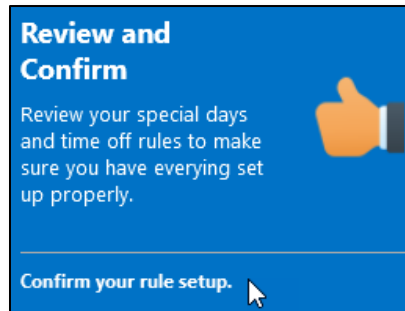 Review and
Confirm
Review your special days
and time off rules to make
sure you have everying set
up properly.
Confirm your rule setup.